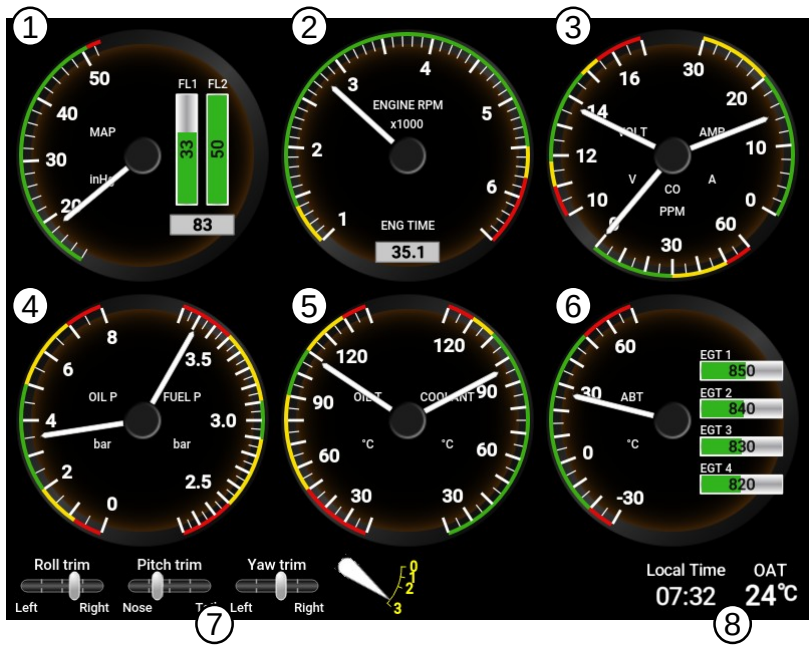 1
50
40
30
20
MAP
inHg
FL1 FL2
33 50
83
2
1
2
3
4
5
6
ENGINE RPM
x1000
ENG TIME
35.1
3
16
14
12
10
VOLT
V
30
20
10
0
AMP
A
CO
PPM
0
30
60
4
8
6
4
2
0
OIL P
bar
3.5
3.0
2.5
FUEL P
bar
5
120
90
60
30
OIL T
°C
120
90
60
30
COOLANT
°C
6
60
30
0
-30
ABT
°C
EGT 1
850
EGT 2
840
EGT 3
830
EGT 4
820
Roll trim
Left Right
Pitch trim
Nose
Yaw trim
Left Right
0
1
2
3
7
Local Time
07:32
OAT
24°C
8